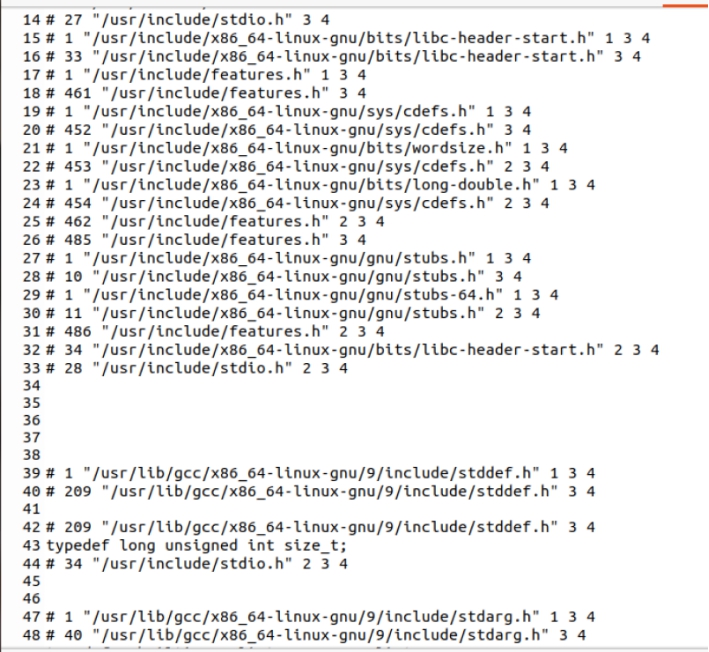 14 # 27 "/usr/include/stdio.h" 3 4
15 # 1 "/usr/include/x86_64-linux-gnu/bits/libc-header-start.h" 1 3 4
16 # 33 "/usr/include/x86_64-linux-gnu/bits/libc-header-start.h" 3 4
17 # 1 "/usr/include/features.h" 1 3 4
18 # 461 "/usr/include/features.h" 3 4
19 # 1 "/usr/include/x86_64-linux-gnu/sys/cdefs.h" 1 3 4
20 # 452 "/usr/include/x86_64-linux-gnu/sys/cdefs.h" 3 4
21 # 1 "/usr/include/x86_64-linux-gnu/bits/wordsize.h" 1 3 4
22 # 453 "/usr/include/x86_64-linux-gnu/sys/cdefs.h" 2 3 4
23 # 1 "/usr/include/x86_64-linux-gnu/bits/long-double.h" 1 3 4
24 # 454 "/usr/include/x86_64-linux-gnu/sys/cdefs.h" 2 3 4
25 # 462 "/usr/include/features.h" 2 3 4
26 # 485 "/usr/include/features.h" 3 4
27 # 1 "/usr/include/x86_64-linux-gnu/gnu/stubs.h" 1 3 4
28 # 10 "/usr/include/x86_64-linux-gnu/gnu/stubs.h" 3 4
29 # 1 "/usr/include/x86_64-linux-gnu/gnu/stubs-64.h" 1 3 4
30 # 11 "/usr/include/x86_64-linux-gnu/gnu/stubs.h" 2 3 4
31 # 486 "/usr/include/features.h" 2 3 4
32 # 34 "/usr/include/x86_64-linux-gnu/bits/libc-header-start.h" 2 3 4
33 # 28 "/usr/include/stdio.h" 2 3 4
34
35
36
37
38
39 # 1 "/usr/lib/gcc/x86_64-linux-gnu/9/include/stddef.h" 1 3 4
40 # 209 "/usr/lib/gcc/x86_64-linux-gnu/9/include/stddef.h" 3 4
41
42 # 209 "/usr/lib/gcc/x86_64-linux-gnu/9/include/stddef.h" 3 4
43 typedef long unsigned int size_t;
44 # 34 "/usr/include/stdio.h" 2 3 4
45
46
47 # 1 "/usr/lib/gcc/x86_64-linux-gnu/9/include/stdarg.h" 1 3 4
48 # 40 "/usr/lib/gcc/x86_64-linux-gnu/9/include/stdarg.h" 3 4